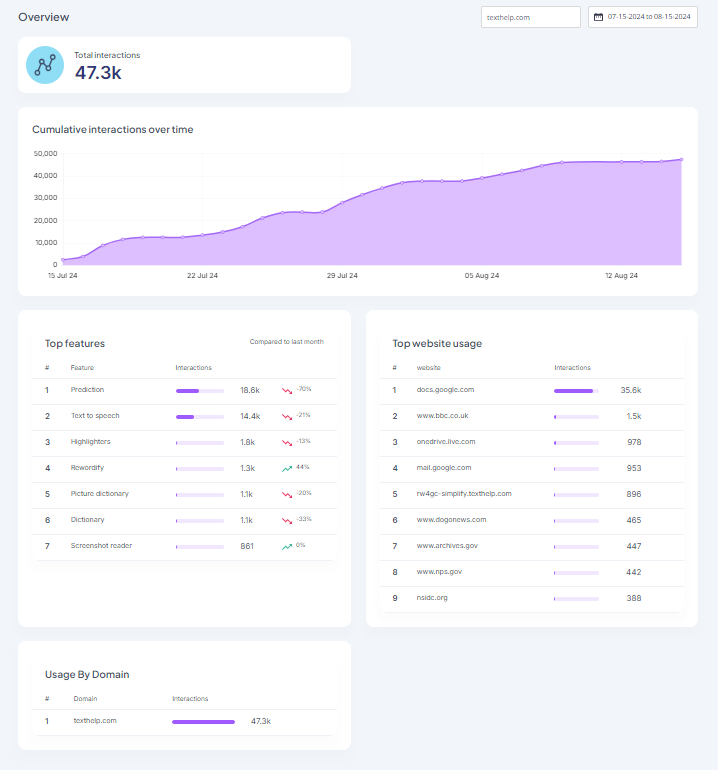 Overview
texthelp.com
07-15-2024 to 08-15-2024
Total interactions
47.3k
Cumulative interactions over time
50,000
40,000
30,000
20,000
10,000
0
15 Jul 24 22 Jul 24 29 Jul 24 05 Aug 24 12 Aug 24
Top features Compared to last month
# Feature Interactions
1 Prediction 18.6k -70%
2 Text to speech 14.4k -21%
3 Highlighters 1.8k -13%
4 Rewordify 1.3k 44%
5 Picture dictionary 1.1k -20%
6 Dictionary 1.1k -33%
7 Screenshot reader 861 0%
Top website usage
# website Interactions
1 docs.google.com 35.6k
2 www.bbc.co.uk 1.5k
3 onedrive.live.com 978
4 mail.google.com 953
5 rw4gc-simplify.texthelp.com 896
6 www.dogonews.com 465
7 www.archives.gov 447
8 www.nps.gov 442
9 nsidc.org 388
Usage By Domain
# Domain Interactions
1 texthelp.com 47.3k